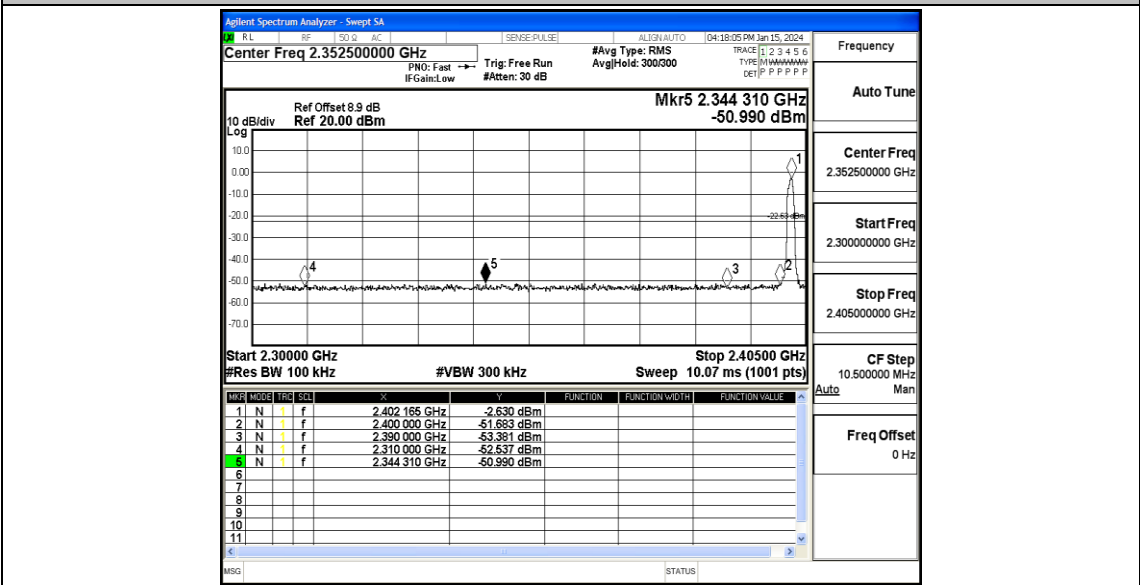 Agilent Spectrum Analyzer - Swept SA
RL RF 50 Ω AC SENSE:PULSE ALIGNAUTO 04:18:05 PM Jan 15, 2024
Center Freq 2.352500000 GHz
PNO: Fast
IFGain:Low
Trig: Free Run
#Atten: 30 dB
#Avg Type: RMS
Avg|Hold: 300/300
TRACE 1 2 3 4 5 6
TYPE M
DET P P P P P P
Mkr5 2.344 310 GHz
-50.990 dBm
Ref Offset 8.9 dB
10 dB/div Ref 20.00 dBm
Log
10.0
0.00
-10.0
-20.0
-30.0
-40.0
-50.0
-60.0
-70.0
-22.63 dBm
1
2
3
4
5
Start 2.30000 GHz Stop 2.40500 GHz
#Res BW 100 kHz #VBW 300 kHz Sweep 10.07 ms (1001 pts)
MKR MODE TRC SCL X Y FUNCTION FUNCTION WIDTH FUNCTION VALUE
1 N 1 f 2.402 165 GHz -2.630 dBm
2 N 1 f 2.400 000 GHz -51.683 dBm
3 N 1 f 2.390 000 GHz -53.381 dBm
4 N 1 f 2.310 000 GHz -52.537 dBm
5 N 1 f 2.344 310 GHz -50.990 dBm
6
7
8
9
10
11
MSG STATUS
Frequency
Auto Tune
Center Freq
2.352500000 GHz
Start Freq
2.300000000 GHz
Stop Freq
2.405000000 GHz
CF Step
10.500000 MHz
Auto Man
Freq Offset
0 Hz